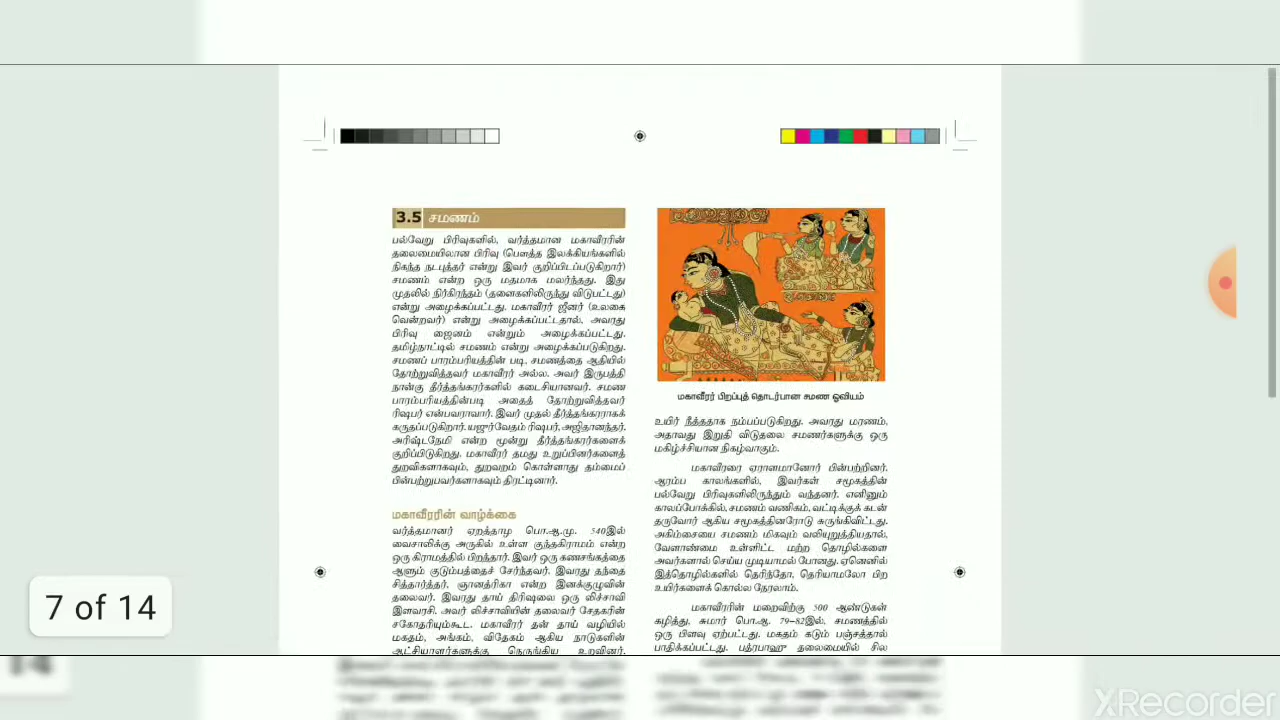 3.5 சமணம்
பல்வேறு பிரிவுகளில், வர்த்தமான மகாவீரரின்
தலைமையிலான பிரிவு (பௌத்த இலக்கியங்களில்
நிகந்த நடபுத்தர் என்று இவர் குறிப்பிடப்படுகிறார்)
சமணம் என்ற ஒரு மதமாக மலர்ந்தது. இது
முதலில் நிர்கிரந்தம் (தளைகளிலிருந்து விடுபட்டது)
என்று அழைக்கப்பட்டது. மகாவீரர் ஜீனர் (உலகை
வென்றவர்) என்று அழைக்கப்பட்டதால், அவரது
பிரிவு ஜைனம் என்றும் அழைக்கப்பட்டது.
தமிழ்நாட்டில் சமணம் என்று அழைக்கப்படுகிறது.
சமணப் பாரம்பரியத்தின் படி, சமணத்தை ஆதியில்
தோற்றுவித்தவர் மகாவீரர் அல்ல. அவர் இருபத்தி
நான்கு தீர்த்தங்கரர்களில் கடைசியானவர். சமண
பாரம்பரியத்தின்படி அதைத் தோற்றுவித்தவர்
ரிஷபர் என்பவராவார். இவர் முதல் தீர்த்தங்கரராகக்
கருதப்படுகிறார். யஜுர்வேதம் ரிஷபர், அஜிதாநந்தர்,
அரிஷ்டநேமி என்ற மூன்று தீர்த்தங்கரர்களைக்
குறிப்பிடுகிறது. மகாவீரர் தமது உறுப்பினர்களைத்
துறவிகளாகவும், துறவறம் கொள்ளாது தம்மைப்
பின்பற்றுபவர்களாகவும் திரட்டினார்.
மகாவீரரின் வாழ்க்கை
வர்த்தமானர் ஏறத்தாழ பொ.ஆ.மு. 540இல்
வைசாலிக்கு அருகில் உள்ள குந்தகிராமம் என்ற
ஒரு கிராமத்தில் பிறந்தார். இவர் ஒரு கணசங்கத்தை
ஆளும் குடும்பத்தைச் சேர்ந்தவர். இவரது தந்தை
சித்தார்த்தர், ஞானத்ரிகா என்ற இனக்குழுவின்
தலைவர். இவரது தாய் திரிஷலை ஒரு லிச்சாவி
இளவரசி. அவர் லிச்சாவியின் தலைவர் சேதகரின்
சகோதரியும்கூட. மகாவீரர் தன் தாய் வழியில்
மகதம், அங்கம், விதேகம் ஆகிய நாடுகளின்
ஆட்சியாளர்களுக்கு நெருங்கிய உறவினர்.
மகாவீரர் பிறப்புத் தொடர்பான சமண ஓவியம்
உயிர் நீத்ததாக நம்பப்படுகிறது. அவரது மரணம்,
அதாவது இறுதி விடுதலை சமணர்களுக்கு ஒரு
மகிழ்ச்சியான நிகழ்வாகும்.
மகாவீரரை ஏராளமானோர் பின்பற்றினர்.
ஆரம்ப காலங்களில், இவர்கள் சமூகத்தின்
பல்வேறு பிரிவுகளிலிருந்தும் வந்தனர். எனினும்
காலப்போக்கில், சமணம் வணிகம், வட்டிக்குக் கடன்
தருவோர் ஆகிய சமூகத்தினரோடு சுருங்கிவிட்டது.
அகிம்சையை சமணம் மிகவும் வலியுறுத்தியதால்,
வேளாண்மை உள்ளிட்ட மற்ற தொழில்களை
அவர்களால் செய்ய முடியாமல் போனது. ஏனெனில்
இத்தொழில்களில் தெரிந்தோ, தெரியாமலோ பிற
உயிர்களைக் கொல்ல நேரலாம்.
மகாவீரரின் மறைவிற்கு 500 ஆண்டுகள்
கழித்து, சுமார் பொ.ஆ. 79–82இல், சமணத்தில்
ஒரு பிளவு ஏற்பட்டது. மகதம் கடும் பஞ்சத்தால்
பாதிக்கப்பட்டது. பத்ரபாஹு தலைமையில் சில
7 of 14
XRecorder